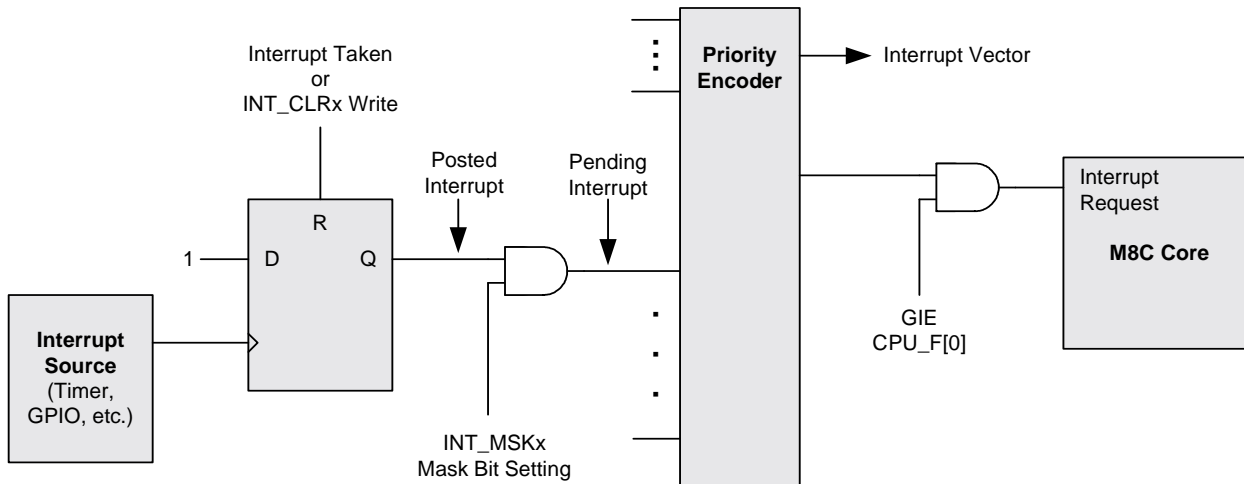 Interrupt Taken
or
INT_CLRx Write
Priority
Encoder
Interrupt Vector
Posted
Interrupt
Pending
Interrupt
R
1
D
Q
Interrupt
Request
M8C Core
Interrupt
Source
(Timer,
GPIO, etc.)
GIE
CPU_F[0]
INT_MSKx
Mask Bit Setting